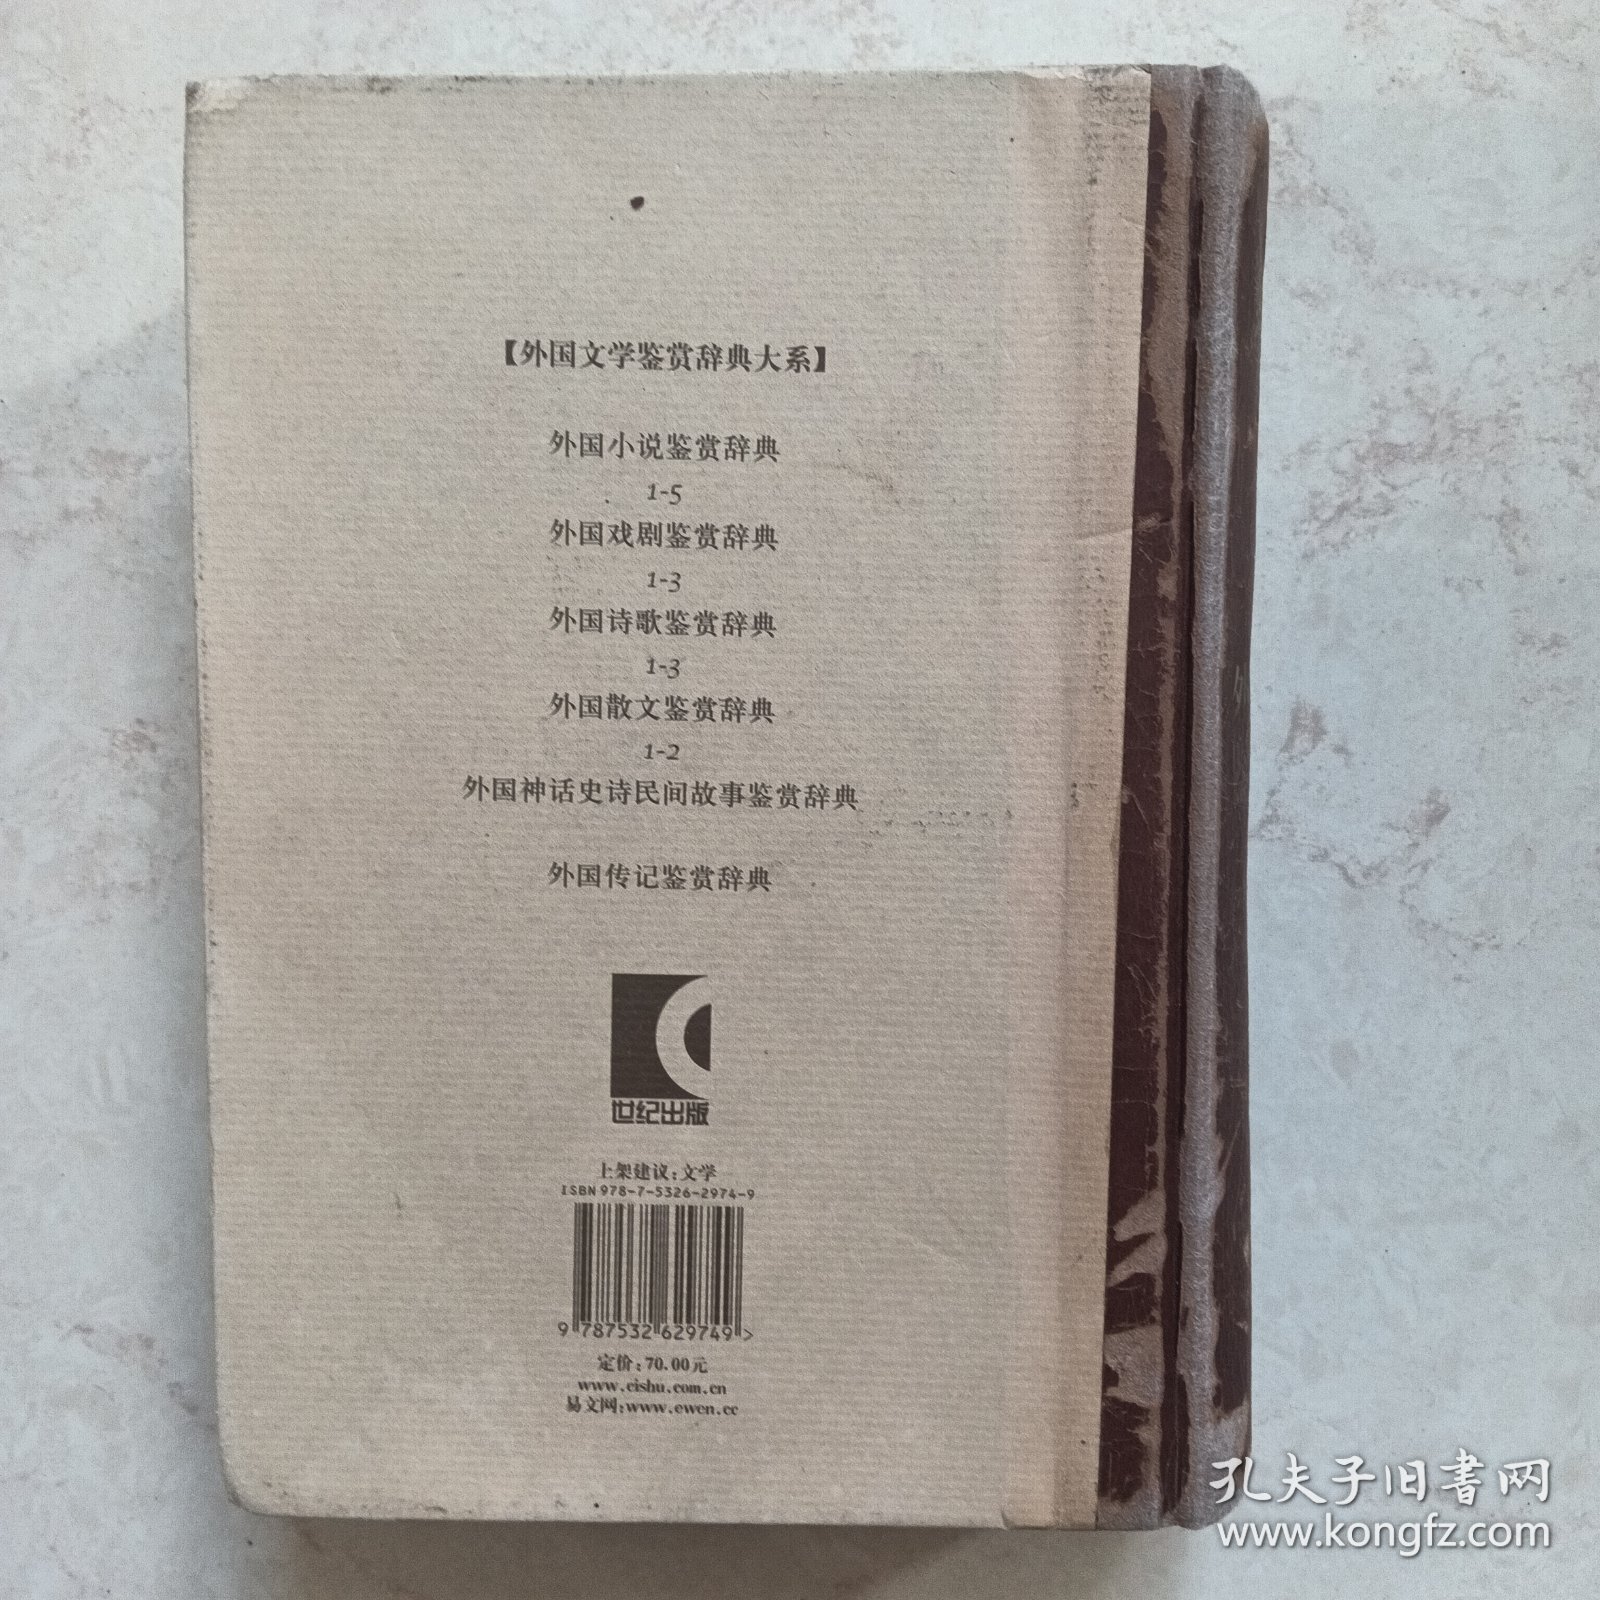 【外国文学鉴赏辞典大系】
外国小说鉴赏辞典
1-5
外国戏剧鉴赏辞典
1-3
外国诗歌鉴赏辞典
1-3
外国散文鉴赏辞典
1-2
外国神话史诗民间故事鉴赏辞典
外国传记鉴赏辞典
世纪出版
上架建议:文学
ISBN 978-7-5326-2974-9
9 787532 629749 >
定价:70.00元
www.cishu.com.cn
易文网:www.ewen.cc
外
孔夫子旧书网
www.kongfz.com